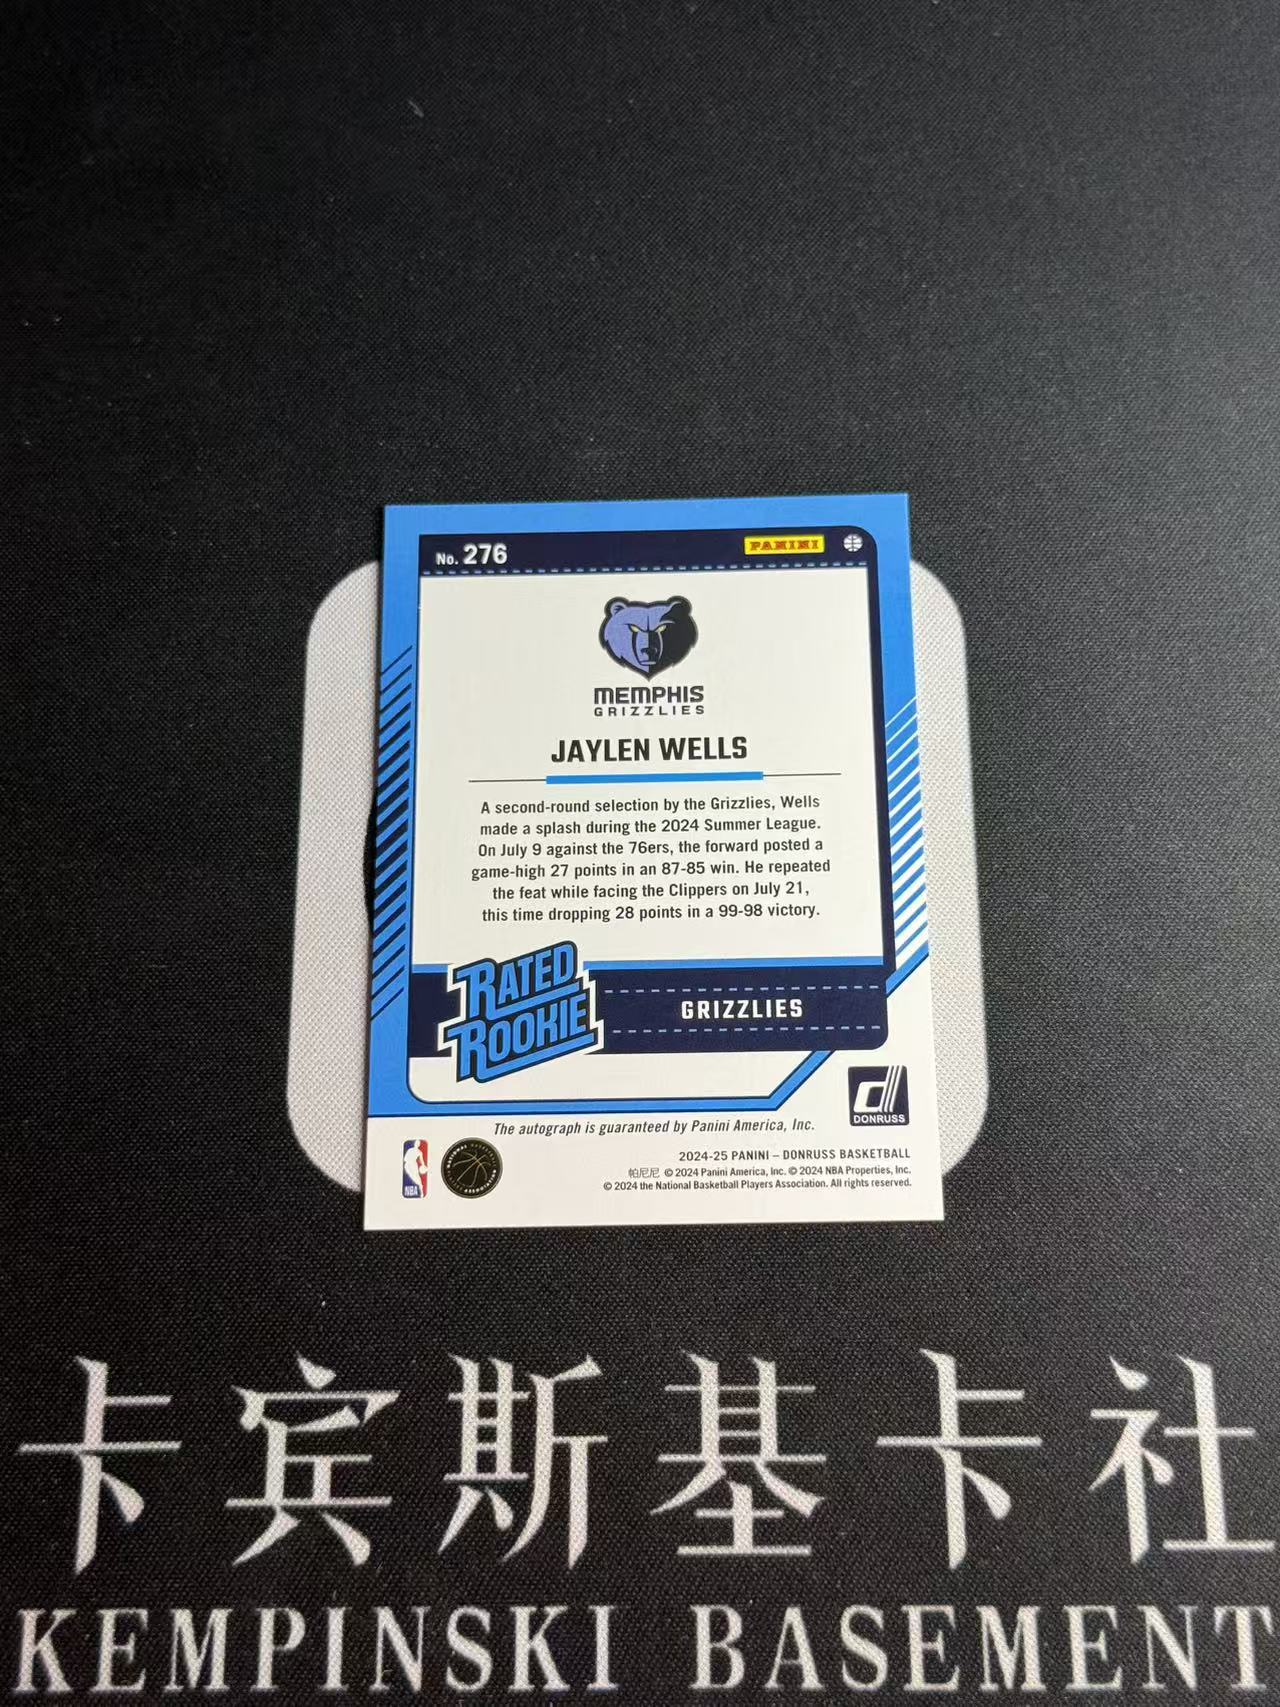 No. 276
PANINI
MEMPHIS
GRIZZLIES
JAYLEN WELLS
A second-round selection by the Grizzlies, Wells
made a splash during the 2024 Summer League.
On July 9 against the 76ers, the forward posted a
game-high 27 points in an 87-85 win. He repeated
the feat while facing the Clippers on July 21,
this time dropping 28 points in a 99-98 victory.
RATED
ROOKIE
GRIZZLIES
DONRUSS
The autograph is guaranteed by Panini America, Inc.
NBA
2024-25 PANINI – DONRUSS BASKETBALL
帕尼尼 © 2024 Panini America, Inc. © 2024 NBA Properties, Inc.
© 2024 the National Basketball Players Association. All rights reserved.
卡宾斯基卡社
KEMPINSKI BASEMENT